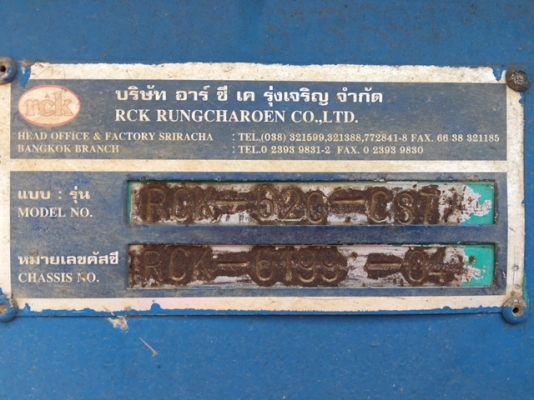 rck
บริษัท อาร์ ซี เค รุ่งเจริญ จำกัด
RCK RUNGCHAROEN CO.,LTD.
HEAD OFFICE & FACTORY SRIRACHA : TEL,(038) 321599,321388,772841-8 FAX. 66 38 321185
BANGKOK BRANCH : TEL.0 2393 9831-2 FAX. 0 2393 9830
แบบ : รุ่น
MODEL NO.
หมายเลขคัสซี
CHASSIS NO.